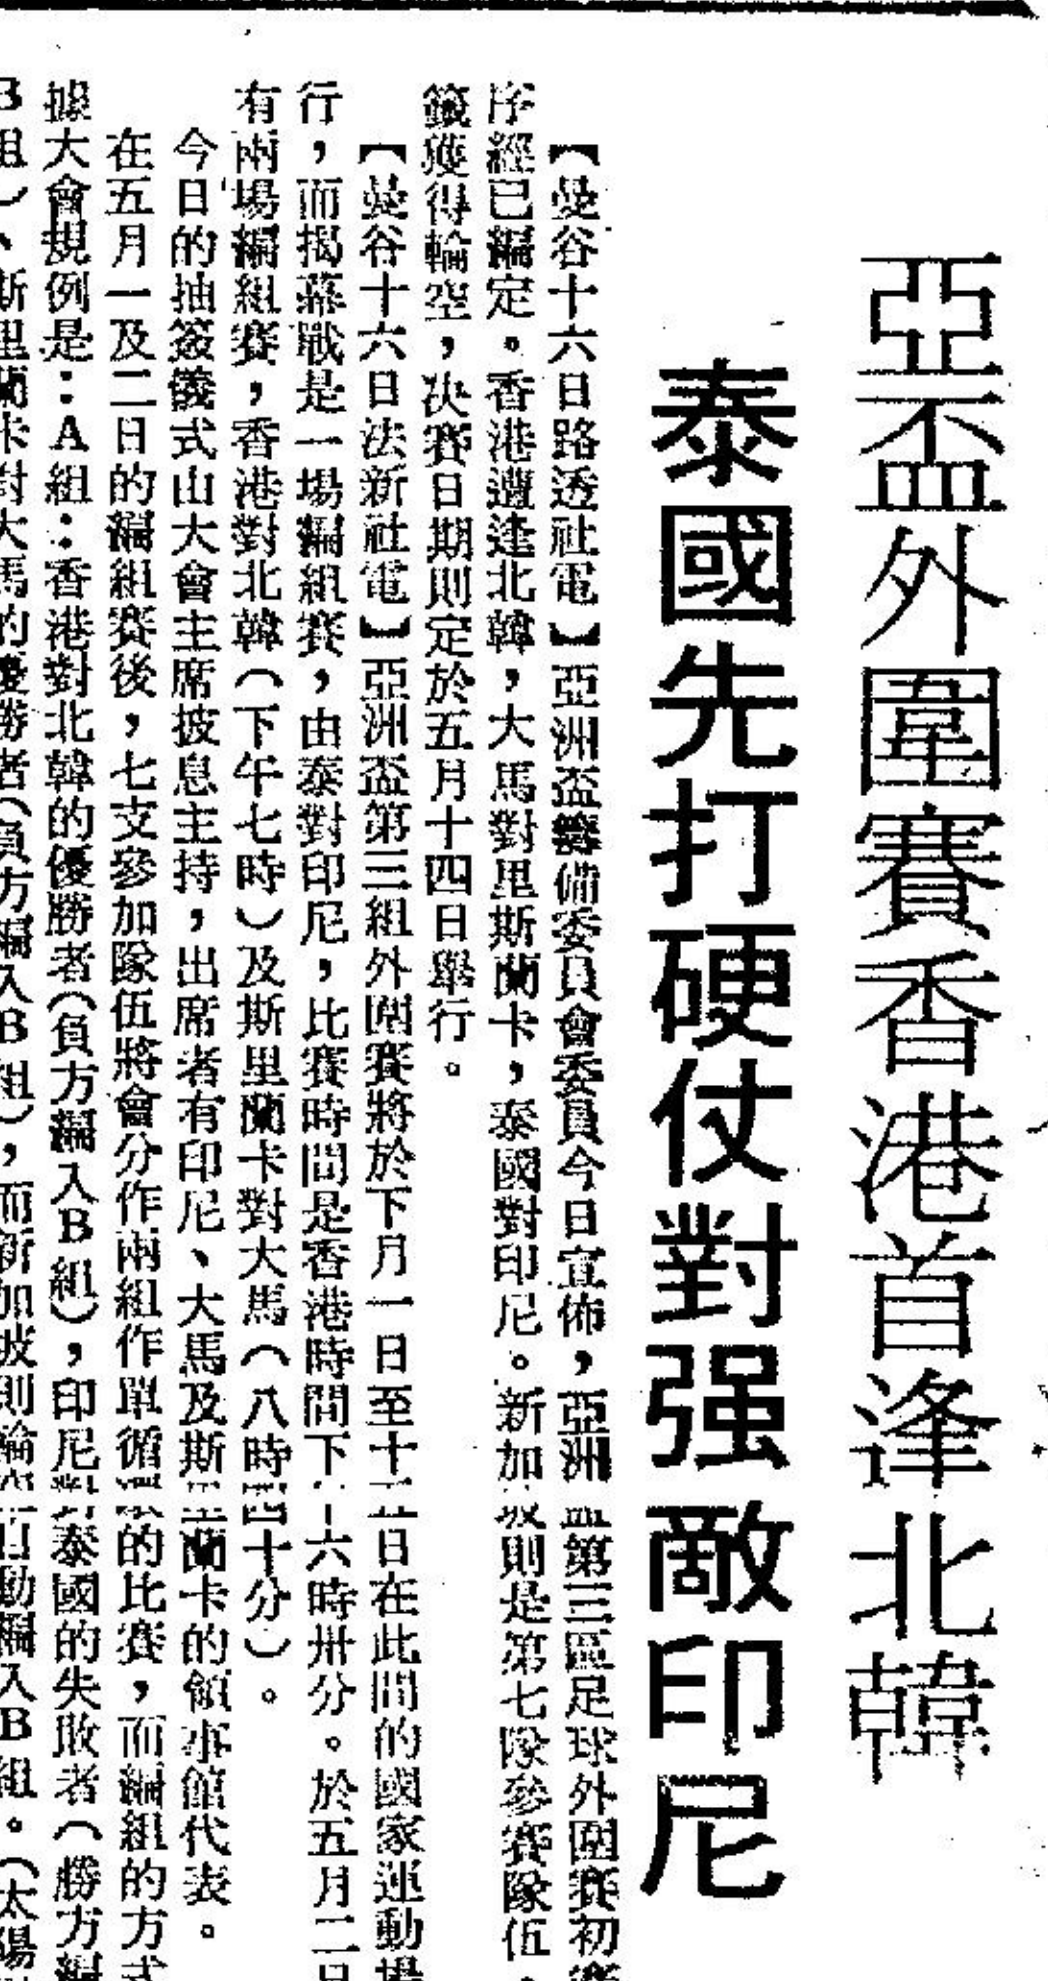 亞盃外圍賽香港首逢北韓
泰國先打硬仗對强敵印尼
【曼谷十六日路透社電】亞洲盃籌備委員會委員今日宣佈，亞洲盃第三區足球外圍賽初賽
序經已編定。香港遭逢北韓，大馬對里斯蘭卡，泰國對印尼。新加坡則是第七隊參賽隊伍，
籤獲得輪空，决賽日期則定於五月十四日舉行。
【曼谷十六日法新社電】亞洲盃第三組外圍賽將於下月一日至十五日在此間的國家運動場
行，而揭幕戰是一場編組賽，由泰對印尼，比賽時間是香港時間下午六時卅分。於五月二日
有兩場編組賽，香港對北韓（下午七時）及斯里蘭卡對大馬（八時四十分）。
今日的抽簽儀式由大會主席披息主持，出席者有印尼、大馬及斯里蘭卡的領事館代表。
在五月一及二日的編組賽後，七支參加隊伍將會分作兩組作單循環的比賽，而編組的方式
據大會規例是：A組：香港對北韓的優勝者（負方編入B組），印尼對泰國的失敗者（勝方編
B組）、斯里蘭卡對大馬的優勝者（負方編入B組），而新加坡則輪空自動編入B組。（太陽